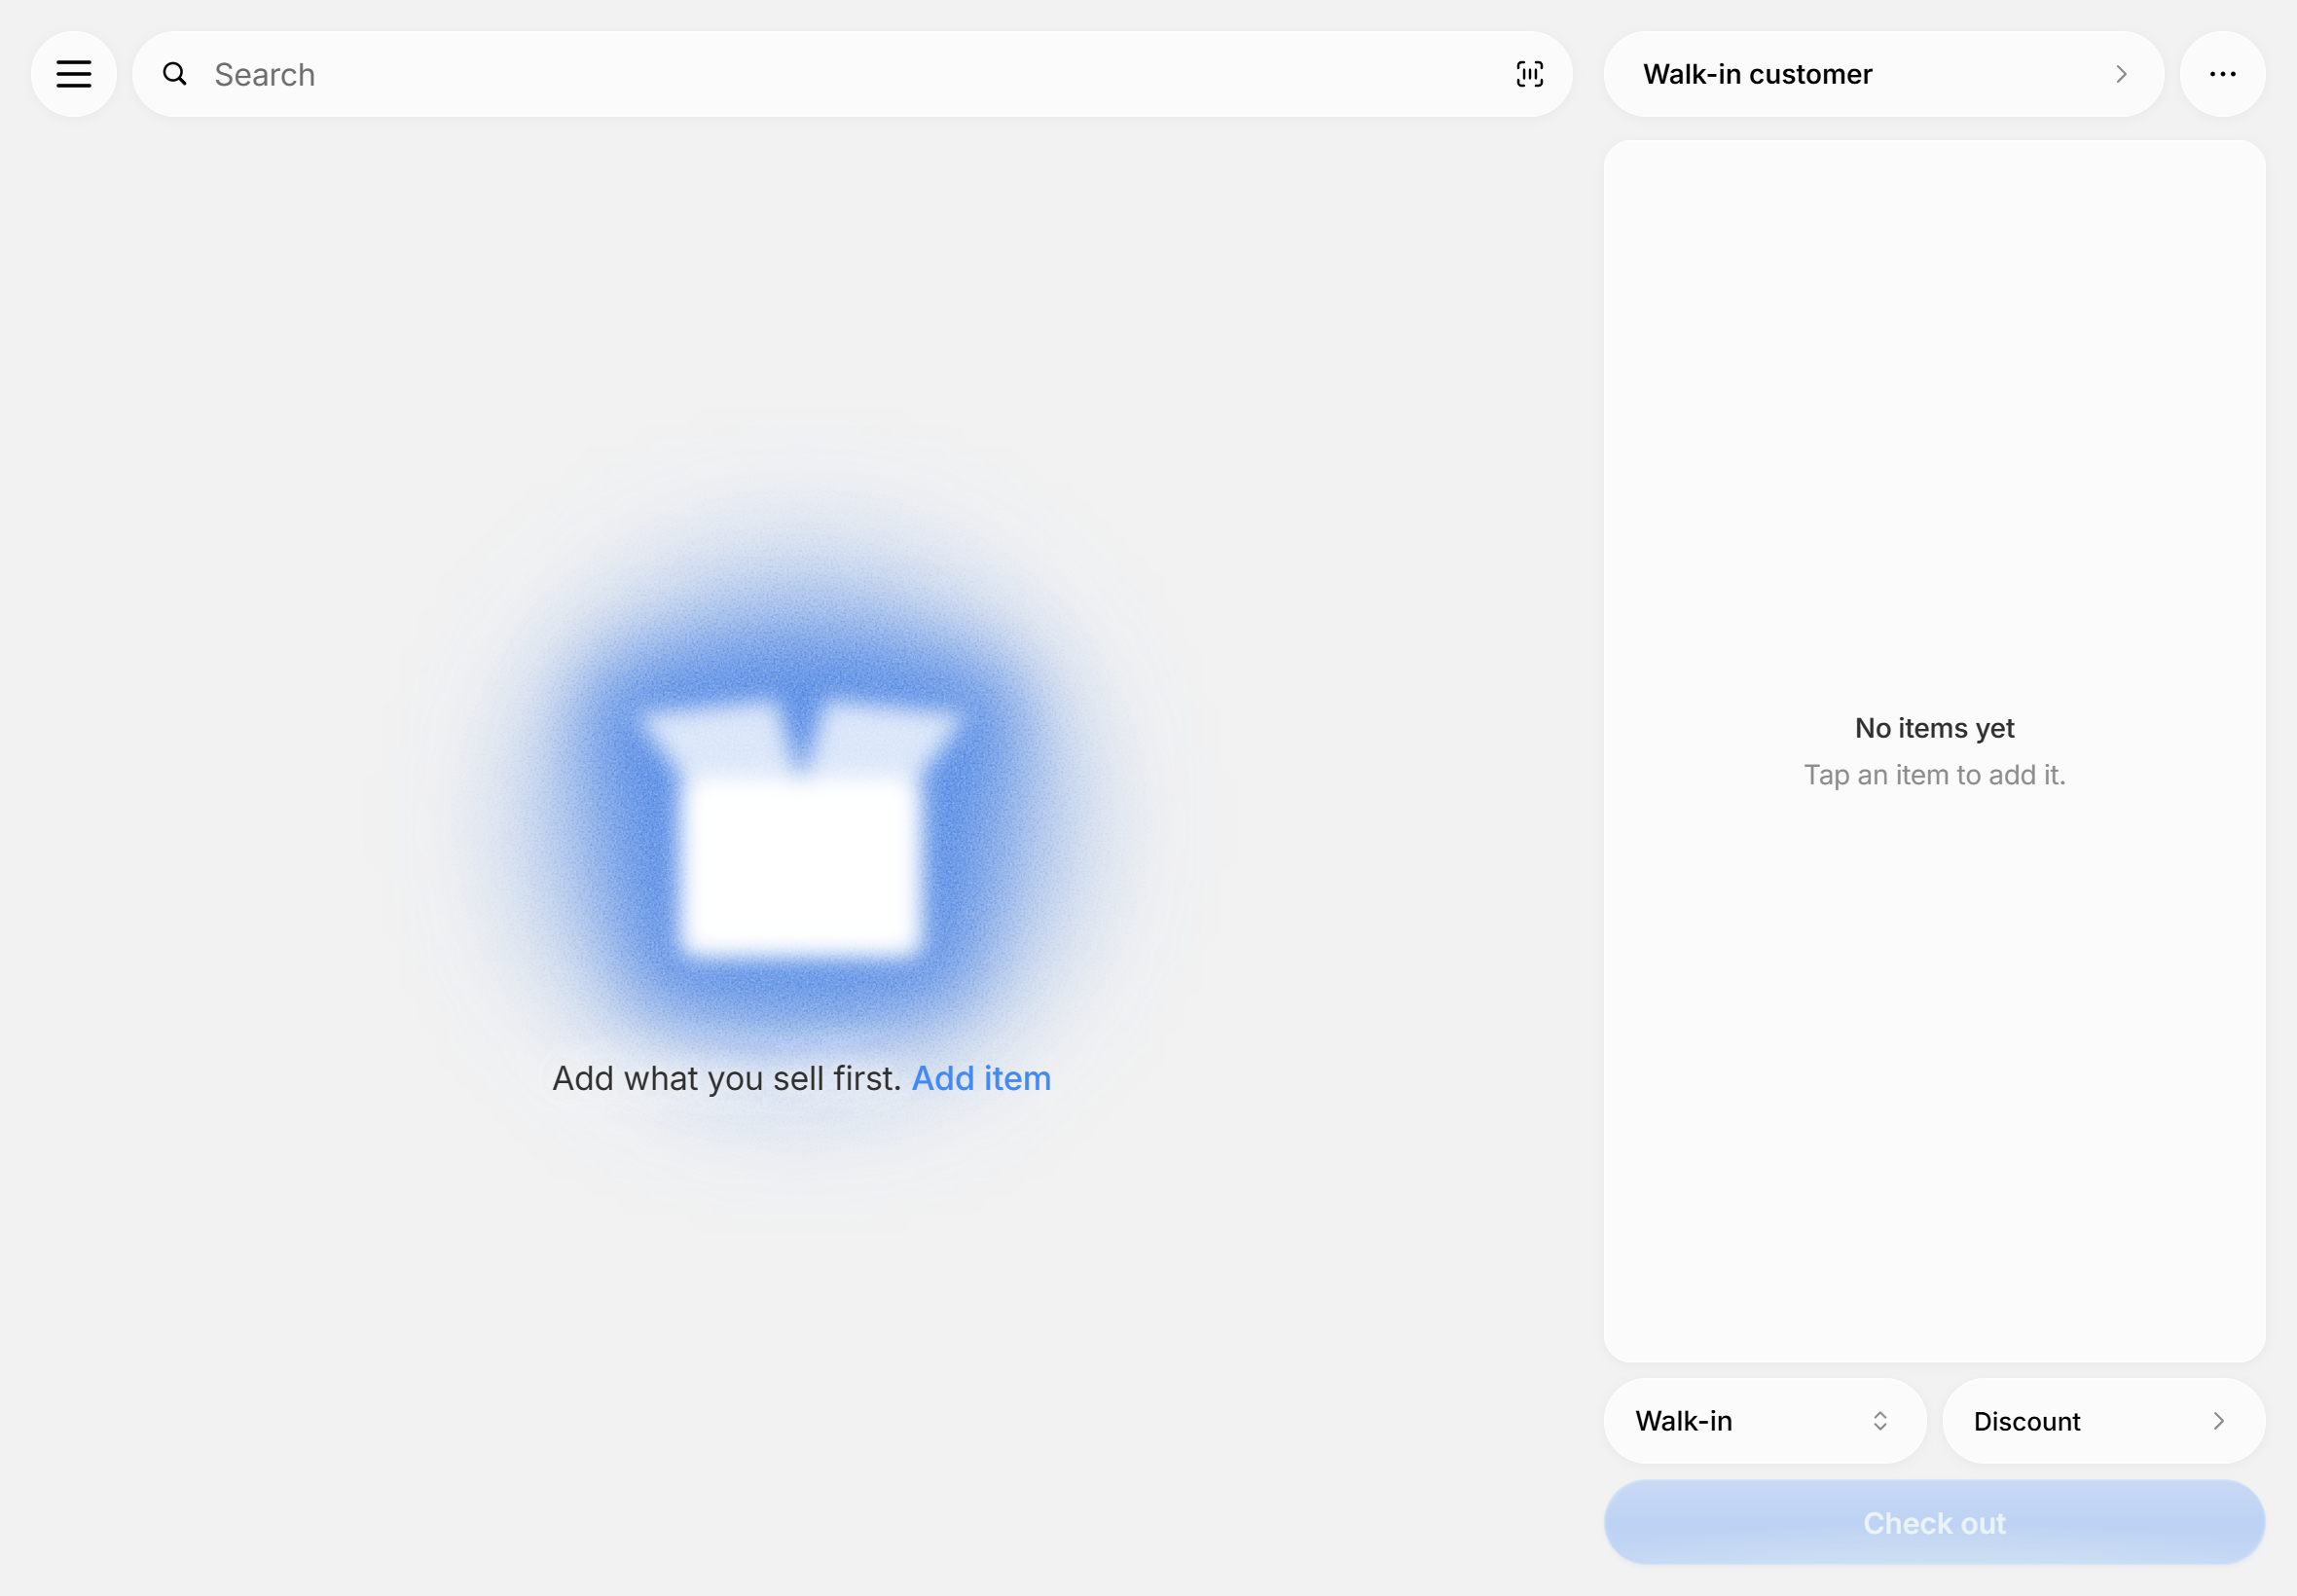 Search
Walk-in customer
No items yet
Tap an item to add it.
Add what you sell first. Add item
Walk-in
Discount
Check out